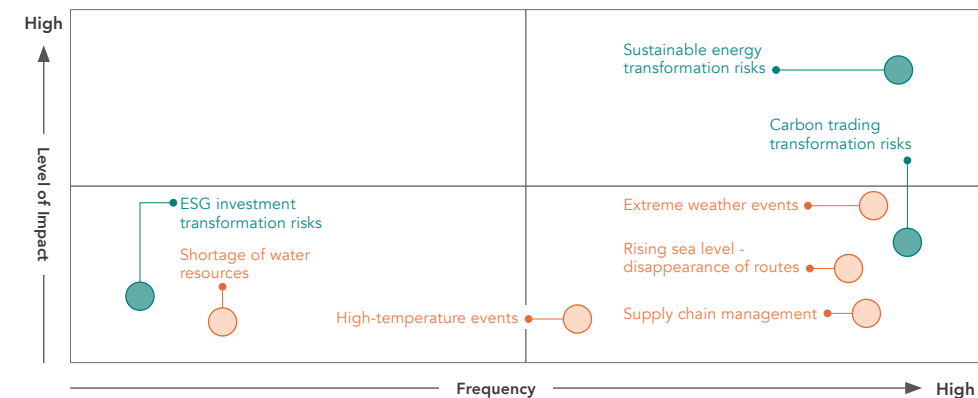 High
Level of Impact
Sustainable energy
transformation risks
Carbon trading
transformation risks
ESG investment
transformation risks
Extreme weather events
Shortage of water
resources
Rising sea level -
disappearance of routes
High-temperature events
Supply chain management
Frequency
High